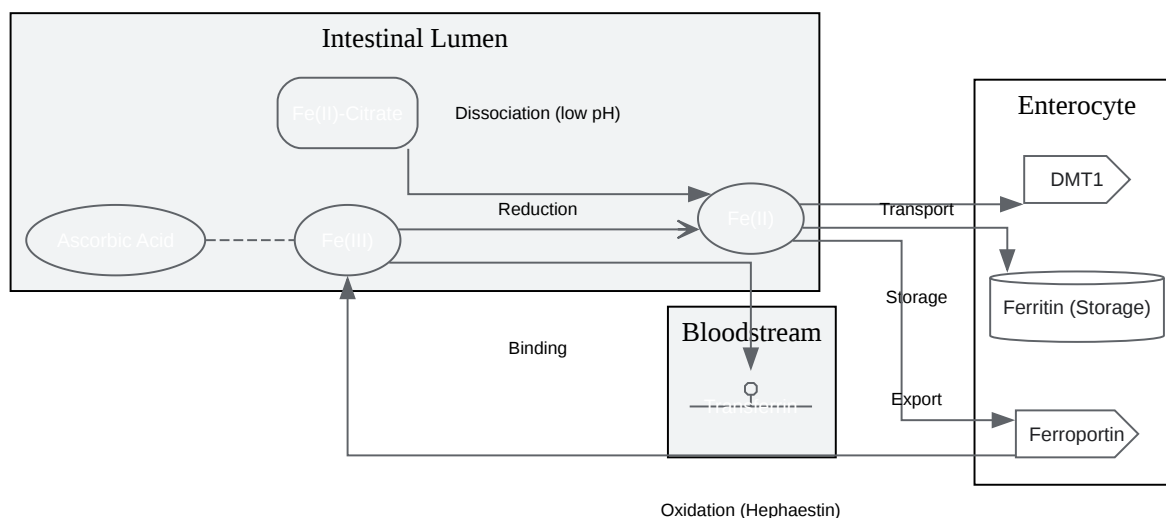 Intestinal Lumen
Fe(II)-Citrate
Dissociation (low pH)
Enterocyte
DMT1
Reduction
Transport
Fe(II)
Ascorbic Acid
Fe(III)
Storage
Ferritin (Storage)
Bloodstream
Binding
Transferrin
Export
Ferroportin
Oxidation (Hephaestin)